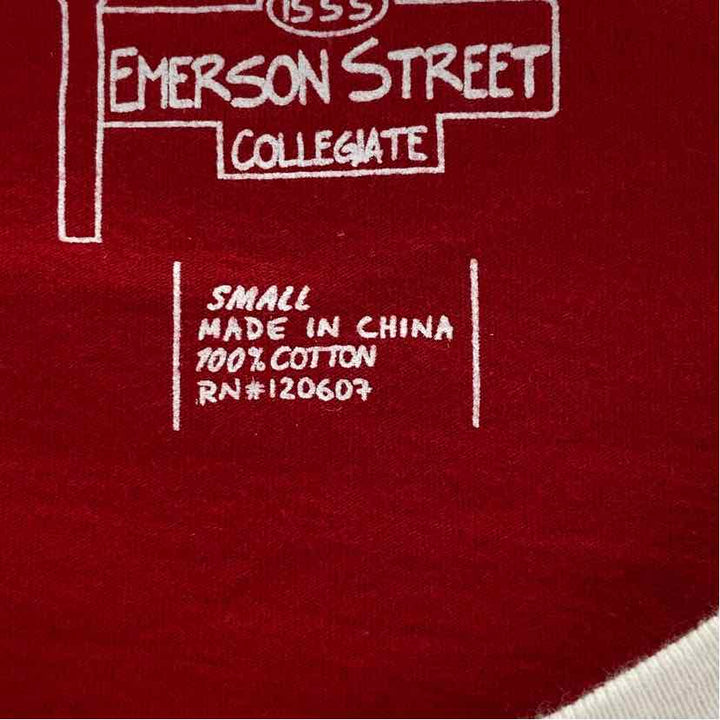 1555
EMERSON STREET
COLLEGIATE
SMALL
MADE IN CHINA
100% COTTON
RN#120607